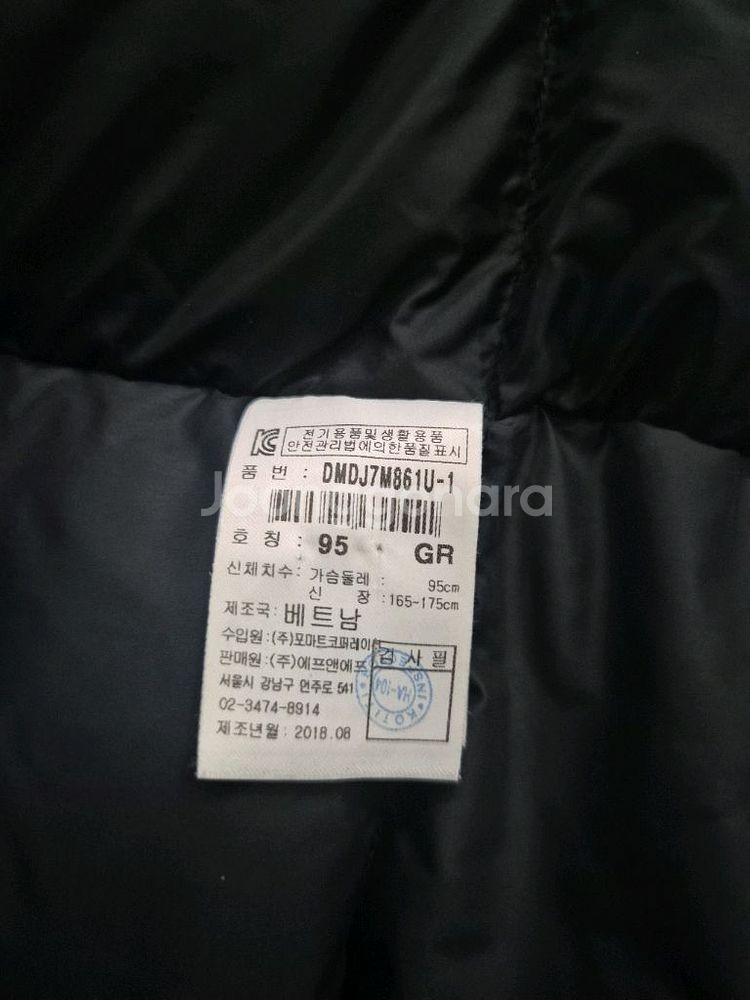 전기용품및생활용품
안전관리법에의한품질표시
품 번 : DMDJ7M861U-1
Joonggonara
호 칭 : 95 GR
신체치수: 가슴둘레 : 95cm
신 장 :165~175cm
제조국: 베트남
수입원:(주)포마트코퍼레이션
판매원:(주)에프앤에프
검 사 필
서울시 강남구 언주로 541
02-3474-8914
제조년월: 2018.08
HA-104
KOTITI